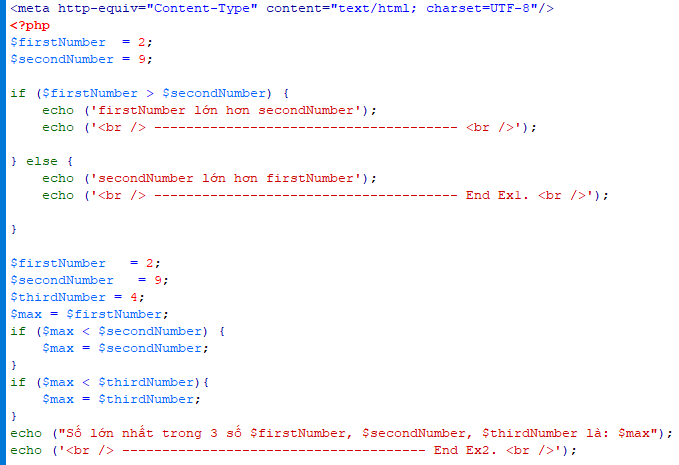 <meta http-equiv="Content-Type" content="text/html; charset=UTF-8"/>
<?php
$firstNumber  = 2;
$secondNumber = 9;

if ($firstNumber > $secondNumber) {
    echo ('firstNumber lớn hơn secondNumber');
    echo ('<br /> -------------------------------------- <br />');

} else {
    echo ('secondNumber lớn hơn firstNumber');
    echo ('<br /> -------------------------------------- End Ex1. <br />');

}

$firstNumber   = 2;
$secondNumber   = 9;
$thirdNumber = 4;
$max = $firstNumber;
if ($max < $secondNumber) {
    $max = $secondNumber;
}
if ($max < $thirdNumber){
    $max = $thirdNumber;
}
echo ("Số lớn nhất trong 3 số $firstNumber, $secondNumber, $thirdNumber là: $max");
echo ('<br /> -------------------------------------- End Ex2. <br />');